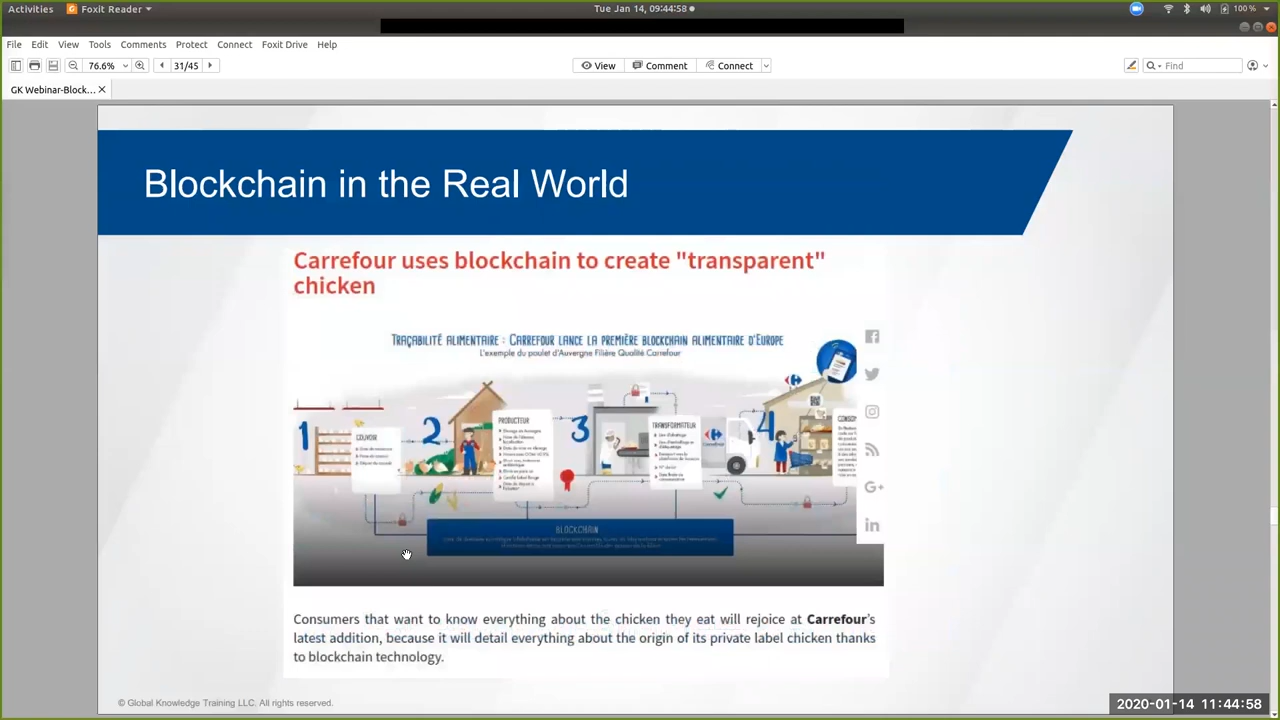 Activities Foxit Reader Tue Jan 14, 09:44:58 100 %
File Edit View Tools Comments Protect Connect Foxit Drive Help
76.6% 31/45 View Comment Connect Find
GK Webinar-Block...
Blockchain in the Real World
Carrefour uses blockchain to create "transparent"
chicken
Traçabilité alimentaire : Carrefour lance la première blockchain alimentaire d'Europe
L'exemple du poulet d'Auvergne Filière Qualité Carrefour
1 2 3 4
COUVOIR
PRODUCTEUR
TRANSFORMATEUR
BLOCKCHAIN
Consumers that want to know everything about the chicken they eat will rejoice at Carrefour's
latest addition, because it will detail everything about the origin of its private label chicken thanks
to blockchain technology.
© Global Knowledge Training LLC. All rights reserved.
2020-01-14 11:44:58